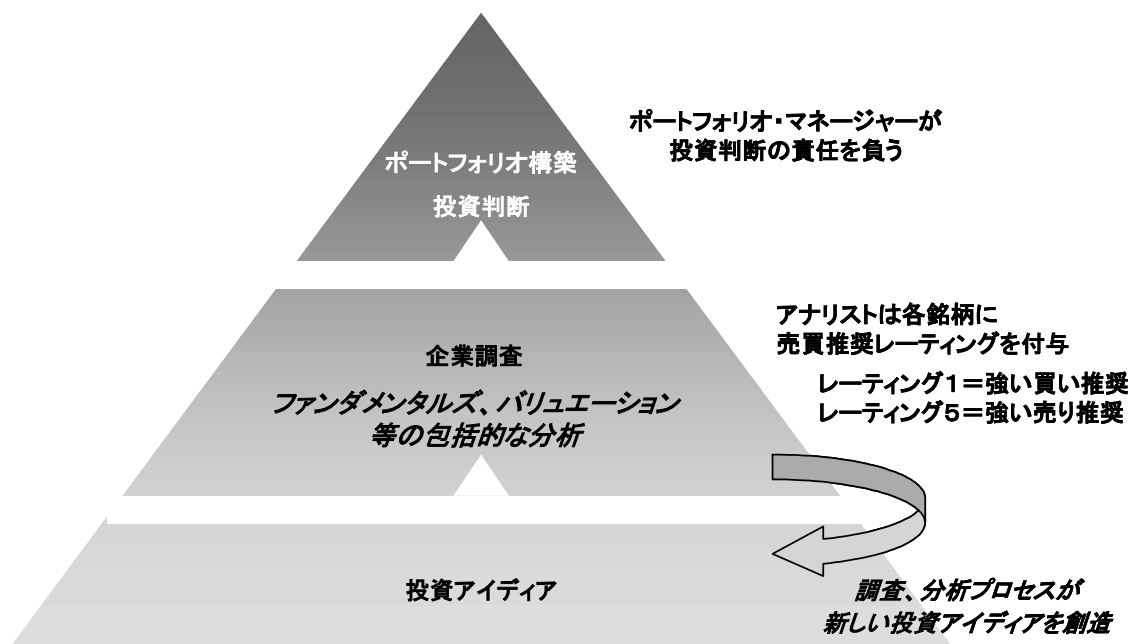 ポートフォリオ・マネージャーが
投資判断の責任を負う
ポートフォリオ構築
投資判断
アナリストは各銘柄に
売買推奨レーティングを付与
レーティング1=強い買い推奨
レーティング5=強い売り推奨
企業調査
ファンダメンタルズ、バリュエーション
等の包括的な分析
投資アイディア
調査、分析プロセスが
新しい投資アイディアを創造